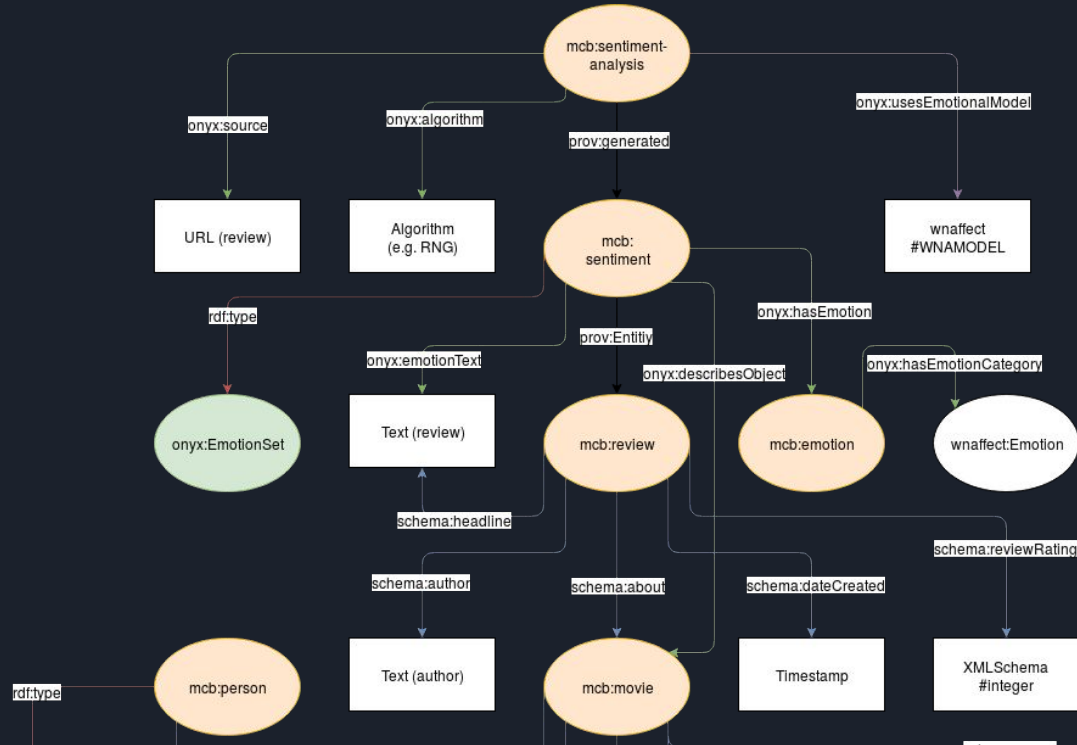 mcb:sentiment-
analysis
onyx:usesEmotionalModel
onyx:source
onyx:algorithm
prov:generated
URL (review)
Algorithm
(e.g. RNG)
mcb:
sentiment
wnaffect
#WNAMODEL
rdf:type
onyx:hasEmotion
prov:Entitiy
onyx:emotionText
onyx:describesObject
onyx:hasEmotionCategory
onyx:EmotionSet
Text (review)
mcb:review
mcb:emotion
wnaffect:Emotion
schema:headline
schema:reviewRating
schema:author
schema:about
schema:dateCreated
mcb:person
Text (author)
mcb:movie
Timestamp
XMLSchema
#integer
rdf:type